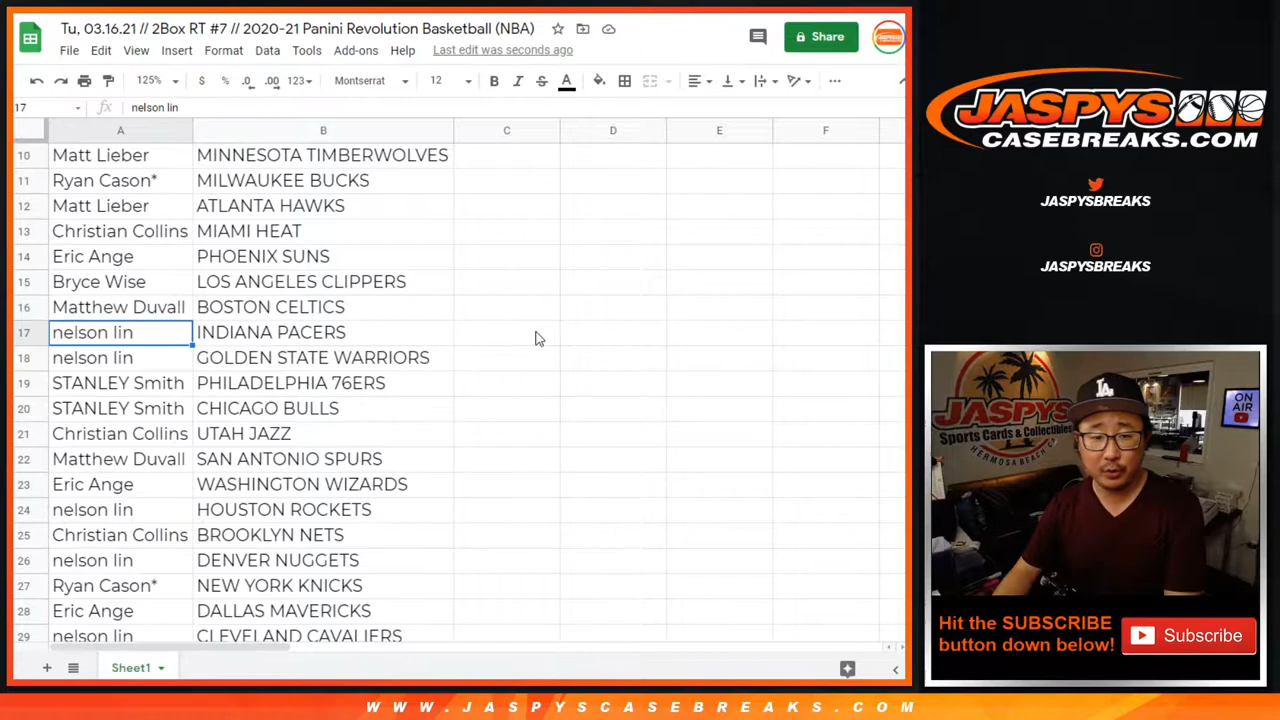 Tu, 03.16.21 // 2Box RT #7 // 2020-21 Panini Revolution Basketball (NBA)
File Edit View Insert Format Data Tools Add-ons Help Last edit was seconds ago
Share
125% $ % .0 .00 123 Montserrat 12 B I S A
17 fx nelson lin
A B C D E F
10 Matt Lieber MINNESOTA TIMBERWOLVES
11 Ryan Cason* MILWAUKEE BUCKS
12 Matt Lieber ATLANTA HAWKS
13 Christian Collins MIAMI HEAT
14 Eric Ange PHOENIX SUNS
15 Bryce Wise LOS ANGELES CLIPPERS
16 Matthew Duvall BOSTON CELTICS
17 nelson lin INDIANA PACERS
18 nelson lin GOLDEN STATE WARRIORS
19 STANLEY Smith PHILADELPHIA 76ERS
20 STANLEY Smith CHICAGO BULLS
21 Christian Collins UTAH JAZZ
22 Matthew Duvall SAN ANTONIO SPURS
23 Eric Ange WASHINGTON WIZARDS
24 nelson lin HOUSTON ROCKETS
25 Christian Collins BROOKLYN NETS
26 nelson lin DENVER NUGGETS
27 Ryan Cason* NEW YORK KNICKS
28 Eric Ange DALLAS MAVERICKS
29 nelson lin CLEVELAND CAVALIERS
Sheet1
JASPYS
CASEBREAKS.COM
JASPYSBREAKS
JASPYSBREAKS
JASPYS
Sports Cards & Collectibles
HERMOSA BEACH
LA
ON
AIR
Hit the SUBSCRIBE
button down below!
Subscribe
WWW.JASPYSCASEBREAKS.COM